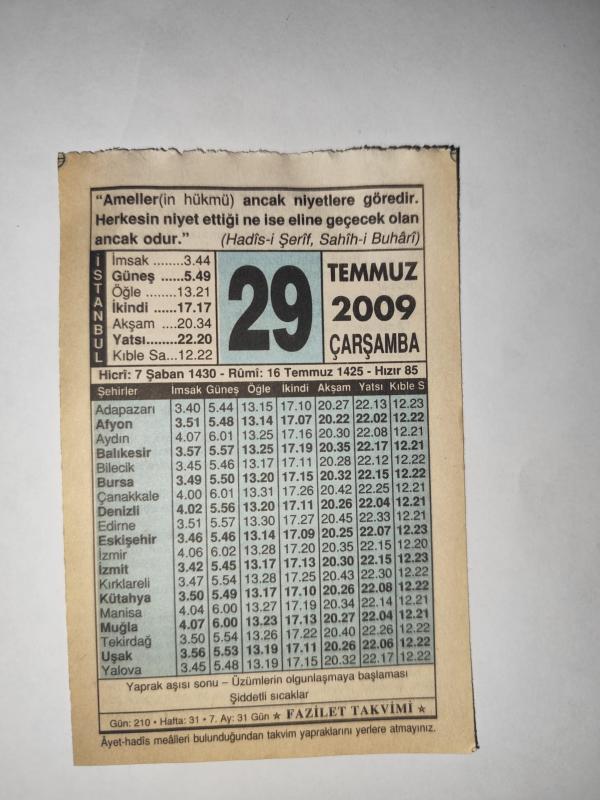 “Ameller(in hükmü) ancak niyetlere göredir.
Herkesin niyet ettiği ne ise eline geçecek olan
ancak odur.” (Hadîs-i Şerîf, Sahîh-i Buhârî)
İSTANBUL
İmsak ........3.44
Güneş ......5.49
Öğle ........13.21
İkindi ......17.17
Akşam ....20.34
Yatsı.......22.20
Kıble Sa...12.22
29
TEMMUZ
2009
ÇARŞAMBA
Hicrî: 7 Şaban 1430 - Rûmî: 16 Temmuz 1425 - Hızır 85
Şehirler İmsak Güneş Öğle İkindi Akşam Yatsı Kıble S
Adapazarı 3.40 5.44 13.15 17.10 20.27 22.13 12.23
Afyon 3.51 5.48 13.14 17.07 20.22 22.02 12.22
Aydın 4.07 6.01 13.25 17.16 20.30 22.08 12.21
Balıkesir 3.57 5.57 13.25 17.19 20.35 22.17 12.21
Bilecik 3.45 5.46 13.17 17.11 20.28 22.12 12.22
Bursa 3.49 5.50 13.20 17.15 20.32 22.15 12.22
Çanakkale 4.00 6.01 13.31 17.26 20.42 22.25 12.21
Denizli 4.02 5.56 13.20 17.11 20.26 22.04 12.21
Edirne 3.51 5.57 13.30 17.27 20.45 22.33 12.21
Eskişehir 3.46 5.46 13.14 17.09 20.25 22.07 12.23
İzmir 4.06 6.02 13.28 17.20 20.35 22.15 12.20
İzmit 3.42 5.45 13.17 17.13 20.30 22.15 12.23
Kırklareli 3.47 5.54 13.28 17.25 20.43 22.30 12.22
Kütahya 3.50 5.49 13.17 17.10 20.26 22.08 12.22
Manisa 4.04 6.00 13.27 17.19 20.34 22.14 12.21
Muğla 4.07 6.00 13.23 17.13 20.27 22.04 12.21
Tekirdağ 3.50 5.54 13.26 17.22 20.40 22.26 12.22
Uşak 3.56 5.53 13.19 17.11 20.26 22.06 12.22
Yalova 3.45 5.48 13.19 17.15 20.32 22.17 12.22
Yaprak aşısı sonu – Üzümlerin olgunlaşmaya başlaması
Şiddetli sıcaklar
Gün: 210 • Hafta: 31 • 7. Ay: 31 Gün ★ FAZİLET TAKVİMİ ★
Âyet-hadîs meâlleri bulunduğundan takvim yapraklarını yerlere atmayınız.